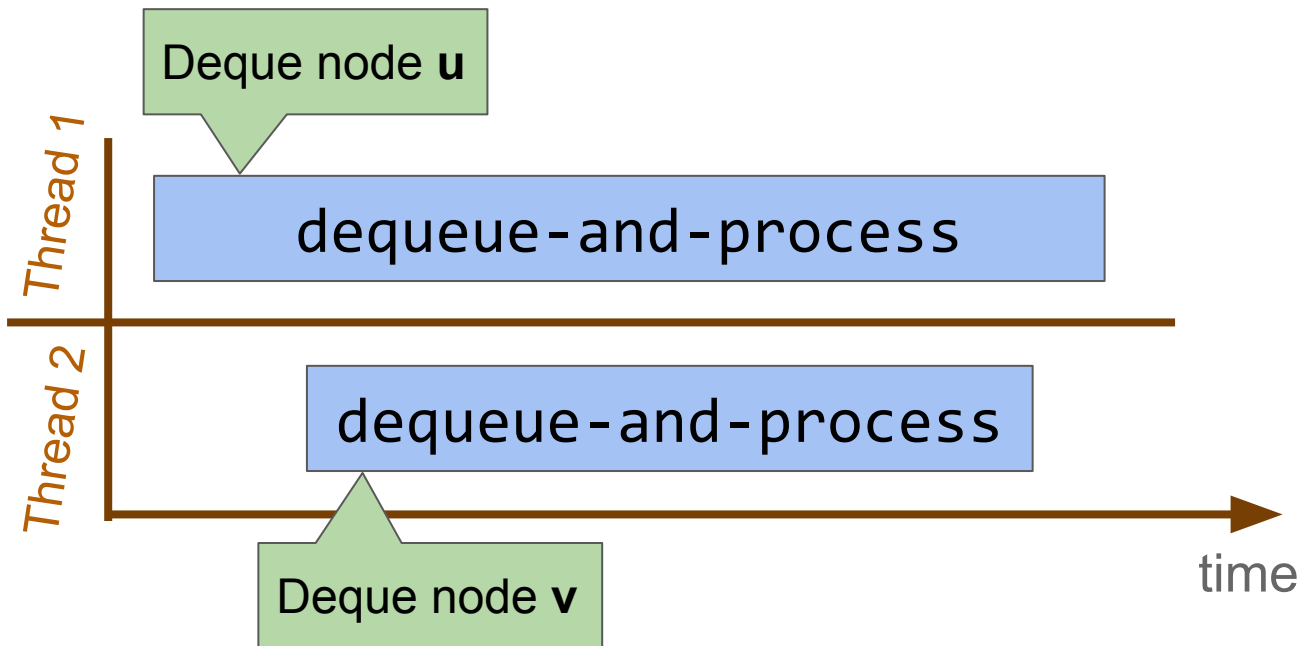 Deque node u
Thread 1
dequeue-and-process
Thread 2
dequeue-and-process
time
Deque node v